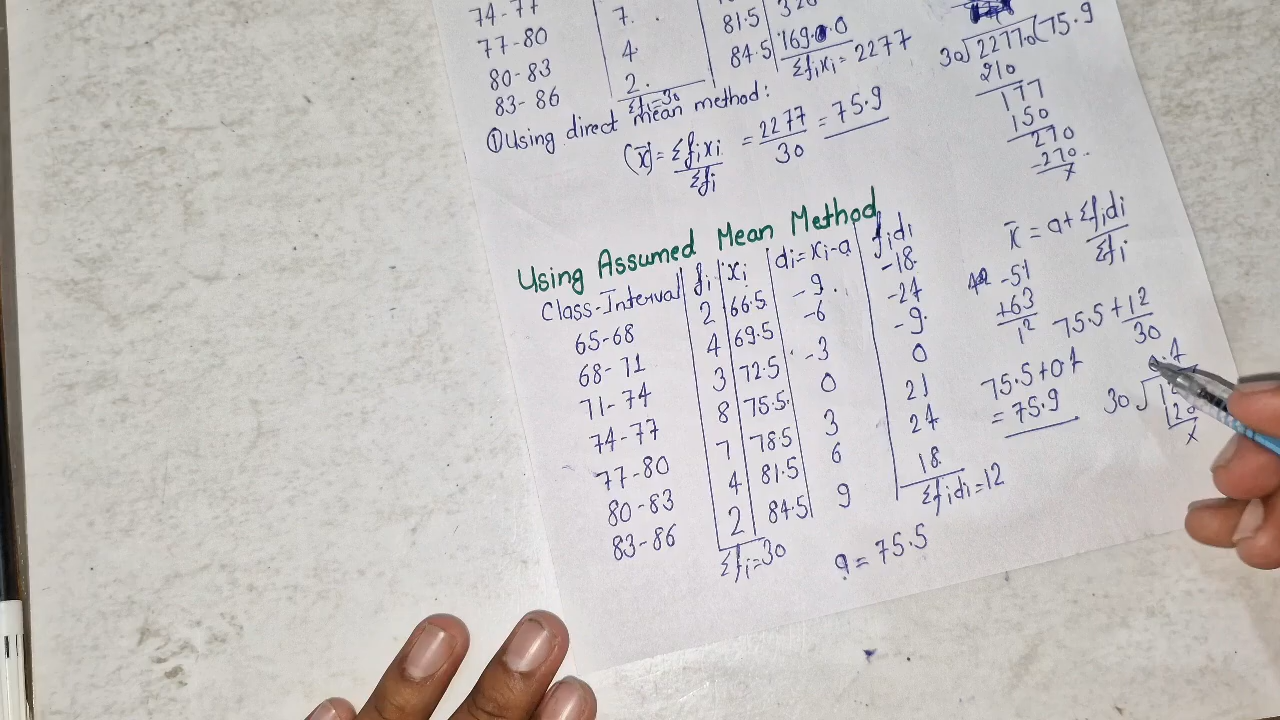 74-77 7. 81.5
77-80 4 84.5 169.0
80-83 2. Σfixi = 2277
83-86 Σfi=30
30 2277.0 75.9
210
177
150
270
-270
x
①Using direct mean method:
(x̄) = Σfixi / Σfi = 2277 / 30 = 75.9
Using Assumed Mean Method
Class-Interval fi xi di=xi-a fidi
65-68 2 66.5 -9 -18
68-71 4 69.5 -6 -24
71-74 3 72.5 -3 -9
74-77 8 75.5 0 0
77-80 7 78.5 3 21
80-83 4 81.5 6 24
83-86 2 84.5 9 18
Σfi=30 Σfidi=12
a = 75.5
x̄ = a + Σfidi / Σfi
-51
+63
12
75.5 + 12 / 30
75.5+0.4
= 75.9
30
x